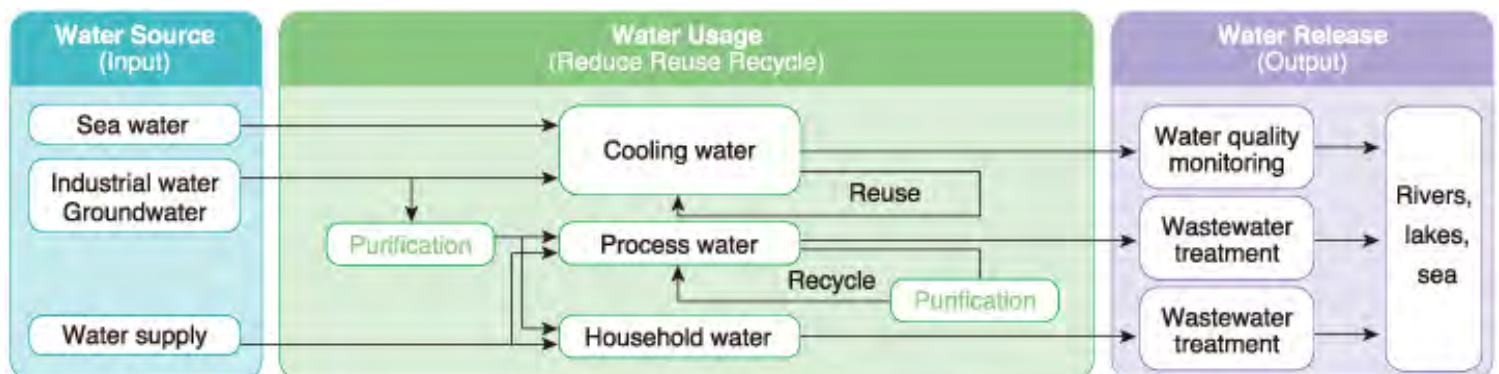 Water Source
(Input)
Sea water
Industrial water
Groundwater
Water supply
Water Usage
(Reduce Reuse Recycle)
Cooling water
Reuse
Purification
Process water
Recycle
Purification
Household water
Water Release
(Output)
Water quality
monitoring
Wastewater
treatment
Wastewater
treatment
Rivers,
lakes,
sea